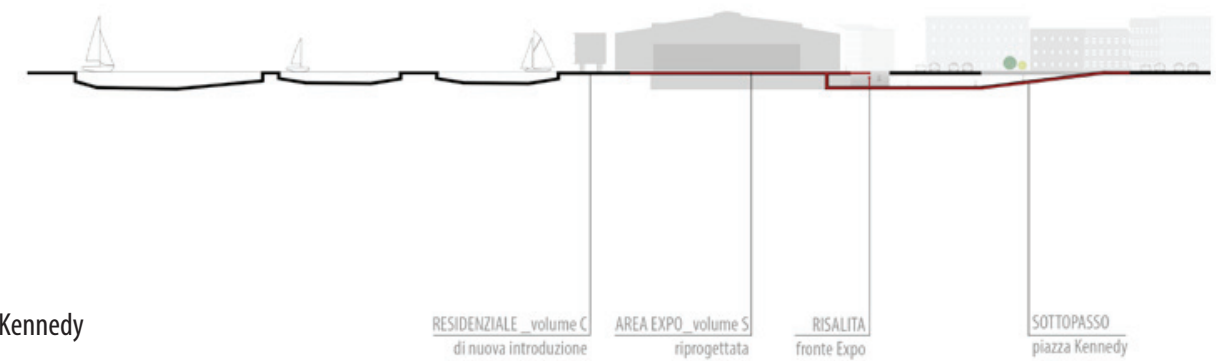 RESIDENZIALE _volume C
di nuova introduzione
AREA EXPO_volume S
riprogettata
RISALITA
fronte Expo
SOTTOPASSO
piazza Kennedy
Kennedy